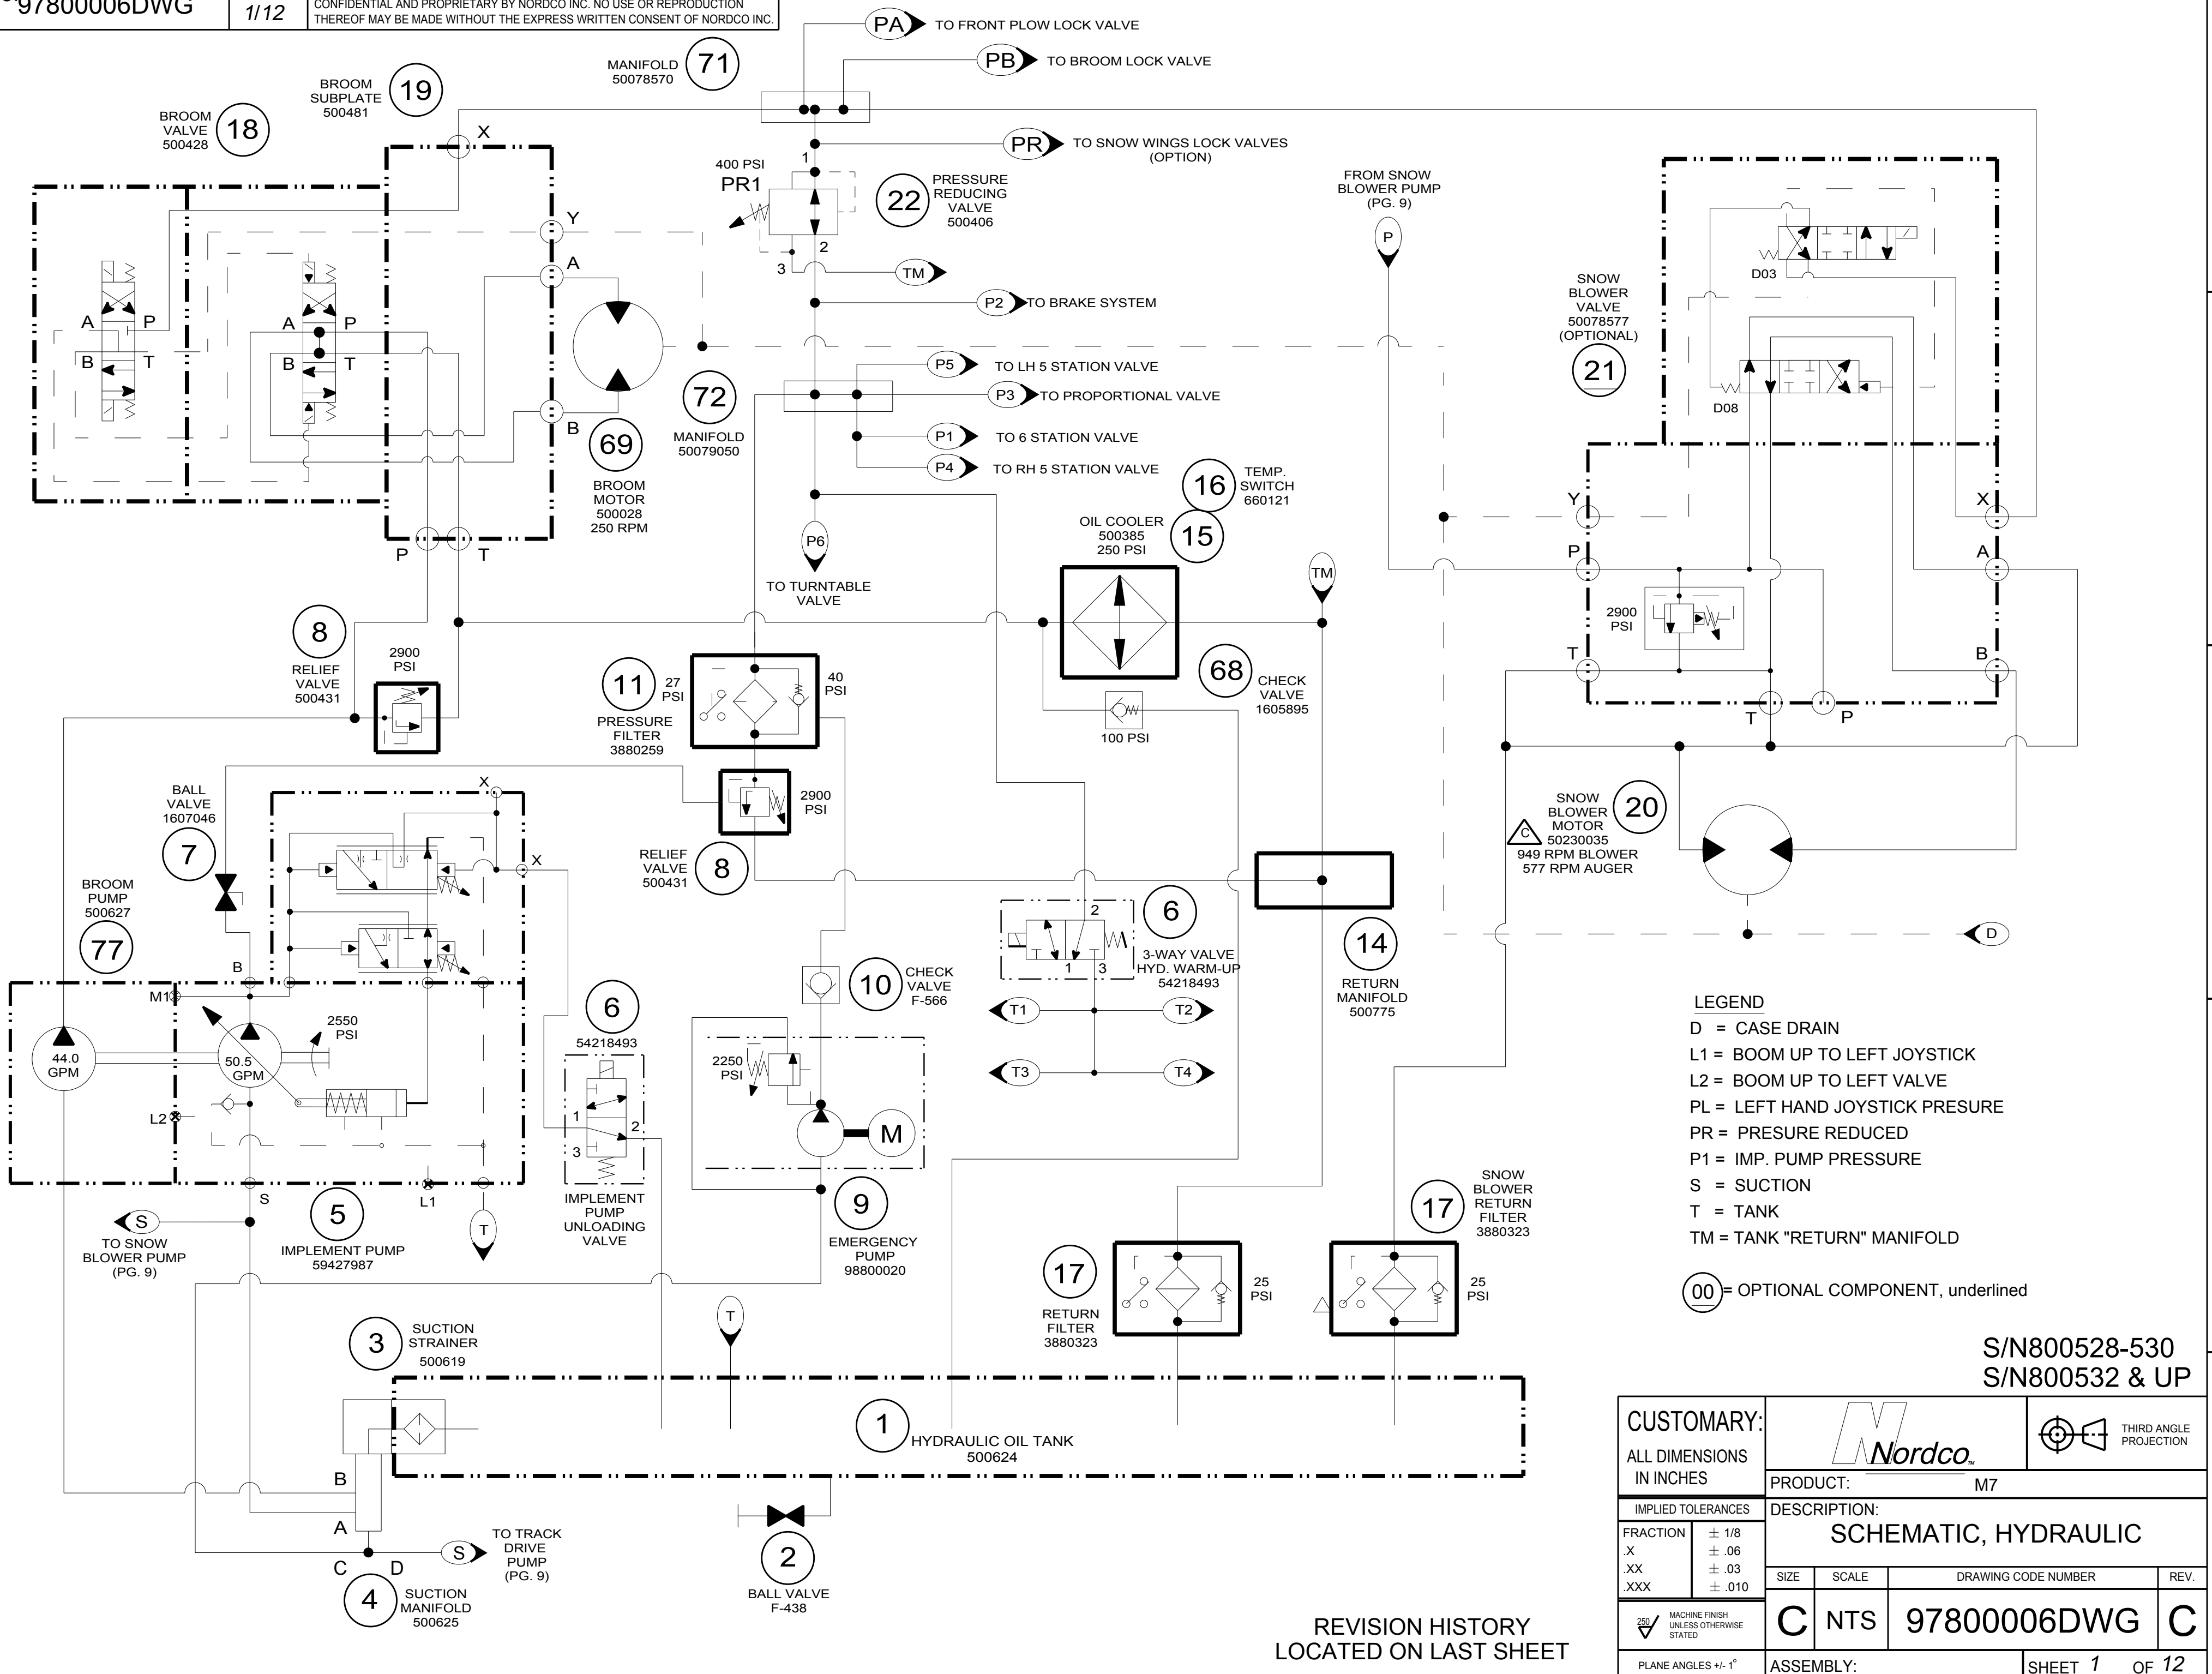 97800006DWG
1/12
CONFIDENTIAL AND PROPRIETARY BY NORDCO INC. NO USE OR REPRODUCTION
THEREOF MAY BE MADE WITHOUT THE EXPRESS WRITTEN CONSENT OF NORDCO INC.
PA TO FRONT PLOW LOCK VALVE
PB TO BROOM LOCK VALVE
MANIFOLD
50078570
71
BROOM
SUBPLATE
500481
19
BROOM
VALVE
500428
18
X
Y
A
B
P
T
A P
B T
A P
B T
PR TO SNOW WINGS LOCK VALVES
(OPTION)
1
400 PSI
PR1
2
3
22
PRESSURE
REDUCING
VALVE
500406
TM
P2 TO BRAKE SYSTEM
P5 TO LH 5 STATION VALVE
P3 TO PROPORTIONAL VALVE
P1 TO 6 STATION VALVE
P4 TO RH 5 STATION VALVE
72
MANIFOLD
50079050
69
BROOM
MOTOR
500028
250 RPM
P6
TO TURNTABLE
VALVE
FROM SNOW
BLOWER PUMP
(PG. 9)
P
SNOW
BLOWER
VALVE
50078577
(OPTIONAL)
21
D03
D08
Y
P
T
X
A
B
T
P
2900
PSI
16
TEMP.
SWITCH
660121
OIL COOLER
500385
250 PSI
15
TM
68
CHECK
VALVE
1605895
100 PSI
8
RELIEF
VALVE
500431
2900
PSI
11
27
PSI
40
PSI
PRESSURE
FILTER
3880259
2900
PSI
RELIEF
VALVE
500431
8
BALL
VALVE
1607046
7
X
X
BROOM
PUMP
500627
77
B
M1
2550
PSI
44.0
GPM
50.5
GPM
L2
L1
S
S
TO SNOW
BLOWER PUMP
(PG. 9)
5
IMPLEMENT PUMP
59427987
T
6
54218493
1
2
3
IMPLEMENT
PUMP
UNLOADING
VALVE
10
CHECK
VALVE
F-566
2250
PSI
M
9
EMERGENCY
PUMP
98800020
2
1
3
6
3-WAY VALVE
HYD. WARM-UP
54218493
T1
T2
T3
T4
14
RETURN
MANIFOLD
500775
SNOW
BLOWER
MOTOR
50230035
949 RPM BLOWER
577 RPM AUGER
C
20
D
17
RETURN
FILTER
3880323
25
PSI
17
SNOW
BLOWER
RETURN
FILTER
3880323
25
PSI
3
SUCTION
STRAINER
500619
T
1
HYDRAULIC OIL TANK
500624
B
A
C
D
S
TO TRACK
DRIVE
PUMP
(PG. 9)
4
SUCTION
MANIFOLD
500625
2
BALL VALVE
F-438
LEGEND
D = CASE DRAIN
L1 = BOOM UP TO LEFT JOYSTICK
L2 = BOOM UP TO LEFT VALVE
PL = LEFT HAND JOYSTICK PRESURE
PR = PRESURE REDUCED
P1 = IMP. PUMP PRESSURE
S = SUCTION
T = TANK
TM = TANK "RETURN" MANIFOLD
00 = OPTIONAL COMPONENT, underlined
S/N800528-530
S/N800532 & UP
REVISION HISTORY
LOCATED ON LAST SHEET
CUSTOMARY:
ALL DIMENSIONS
IN INCHES
Nordco TM
THIRD ANGLE
PROJECTION
PRODUCT: M7
IMPLIED TOLERANCES
FRACTION ± 1/8
.X ± .06
.XX ± .03
.XXX ± .010
DESCRIPTION:
SCHEMATIC, HYDRAULIC
SIZE SCALE DRAWING CODE NUMBER REV.
C NTS 97800006DWG C
250 MACHINE FINISH
UNLESS OTHERWISE
STATED
PLANE ANGLES +/- 1°
ASSEMBLY:
SHEET 1 OF 12